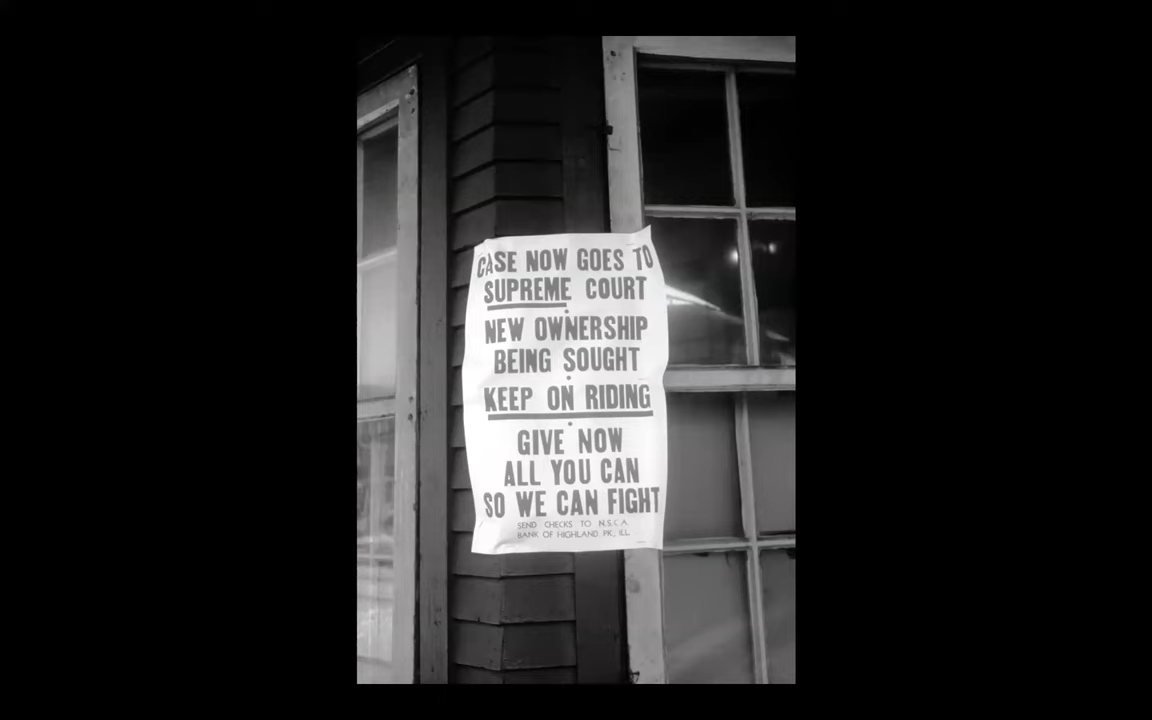 CASE NOW GOES TO
SUPREME COURT
NEW OWNERSHIP
BEING SOUGHT
KEEP ON RIDING
GIVE NOW
ALL YOU CAN
SO WE CAN FIGHT
SEND CHECKS TO N.S.C.A.
BANK OF HIGHLAND PK., ILL.